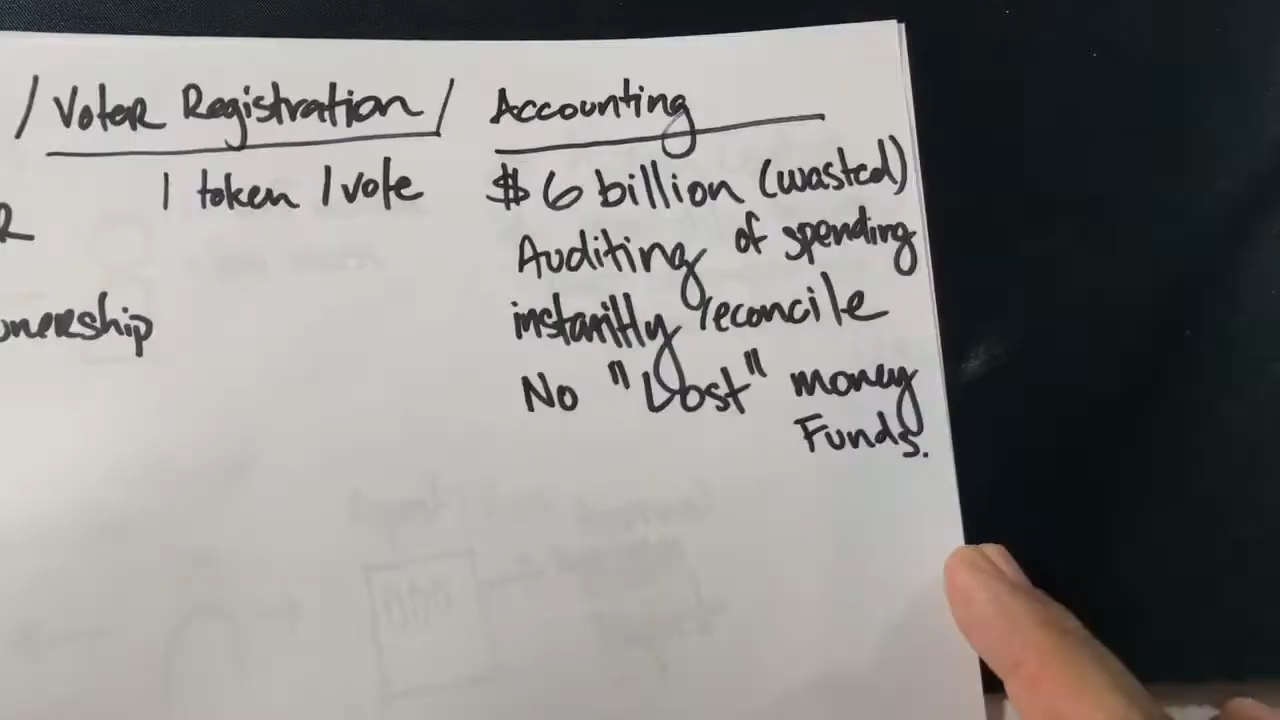 / Voter Registration / Accounting
1 token 1 vote
R
nership
$6 billion (wasted)
Auditing of spending
instantly reconcile
No "Lost" money
Funds.